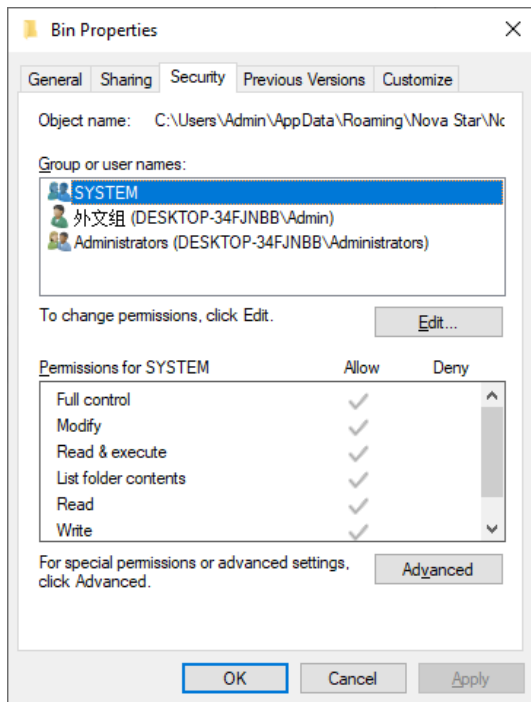 Bin Properties
General Sharing Security Previous Versions Customize
Object name: C:\Users\Admin\AppData\Roaming\Nova Star\Nc
Group or user names:
SYSTEM
外文组 (DESKTOP-34FJNBB\Admin)
Administrators (DESKTOP-34FJNBB\Administrators)
To change permissions, click Edit.
Edit...
Permissions for SYSTEM Allow Deny
Full control
Modify
Read & execute
List folder contents
Read
Write
For special permissions or advanced settings,
click Advanced.
Advanced
OK Cancel Apply